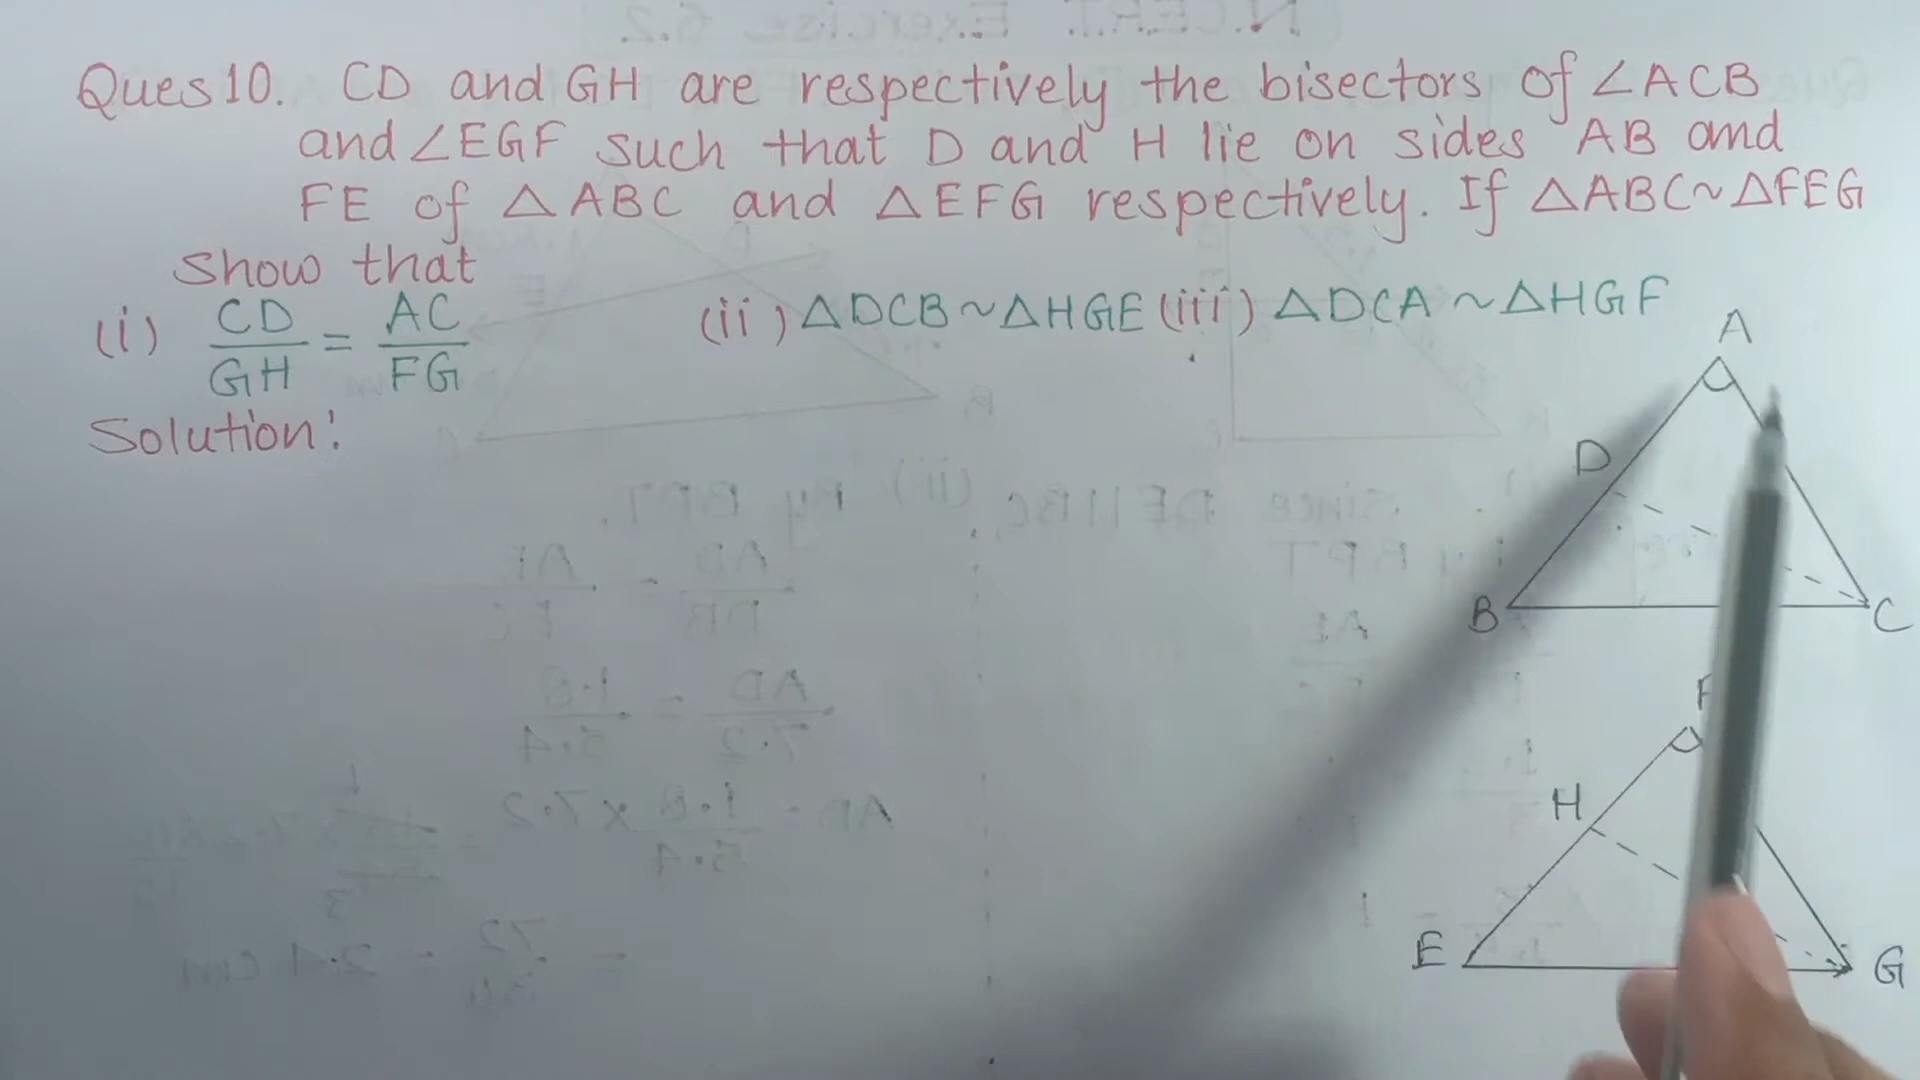 Ques 10. CD and GH are respectively the bisectors of ∠ACB
and ∠EGF such that D and H lie on sides AB and
FE of △ABC and △EFG respectively. If △ABC ~ △FEG
show that
(i) CD/GH = AC/FG (ii) △DCB ~ △HGE (iii) △DCA ~ △HGF
Solution:
A
D
B
C
F
H
E
G